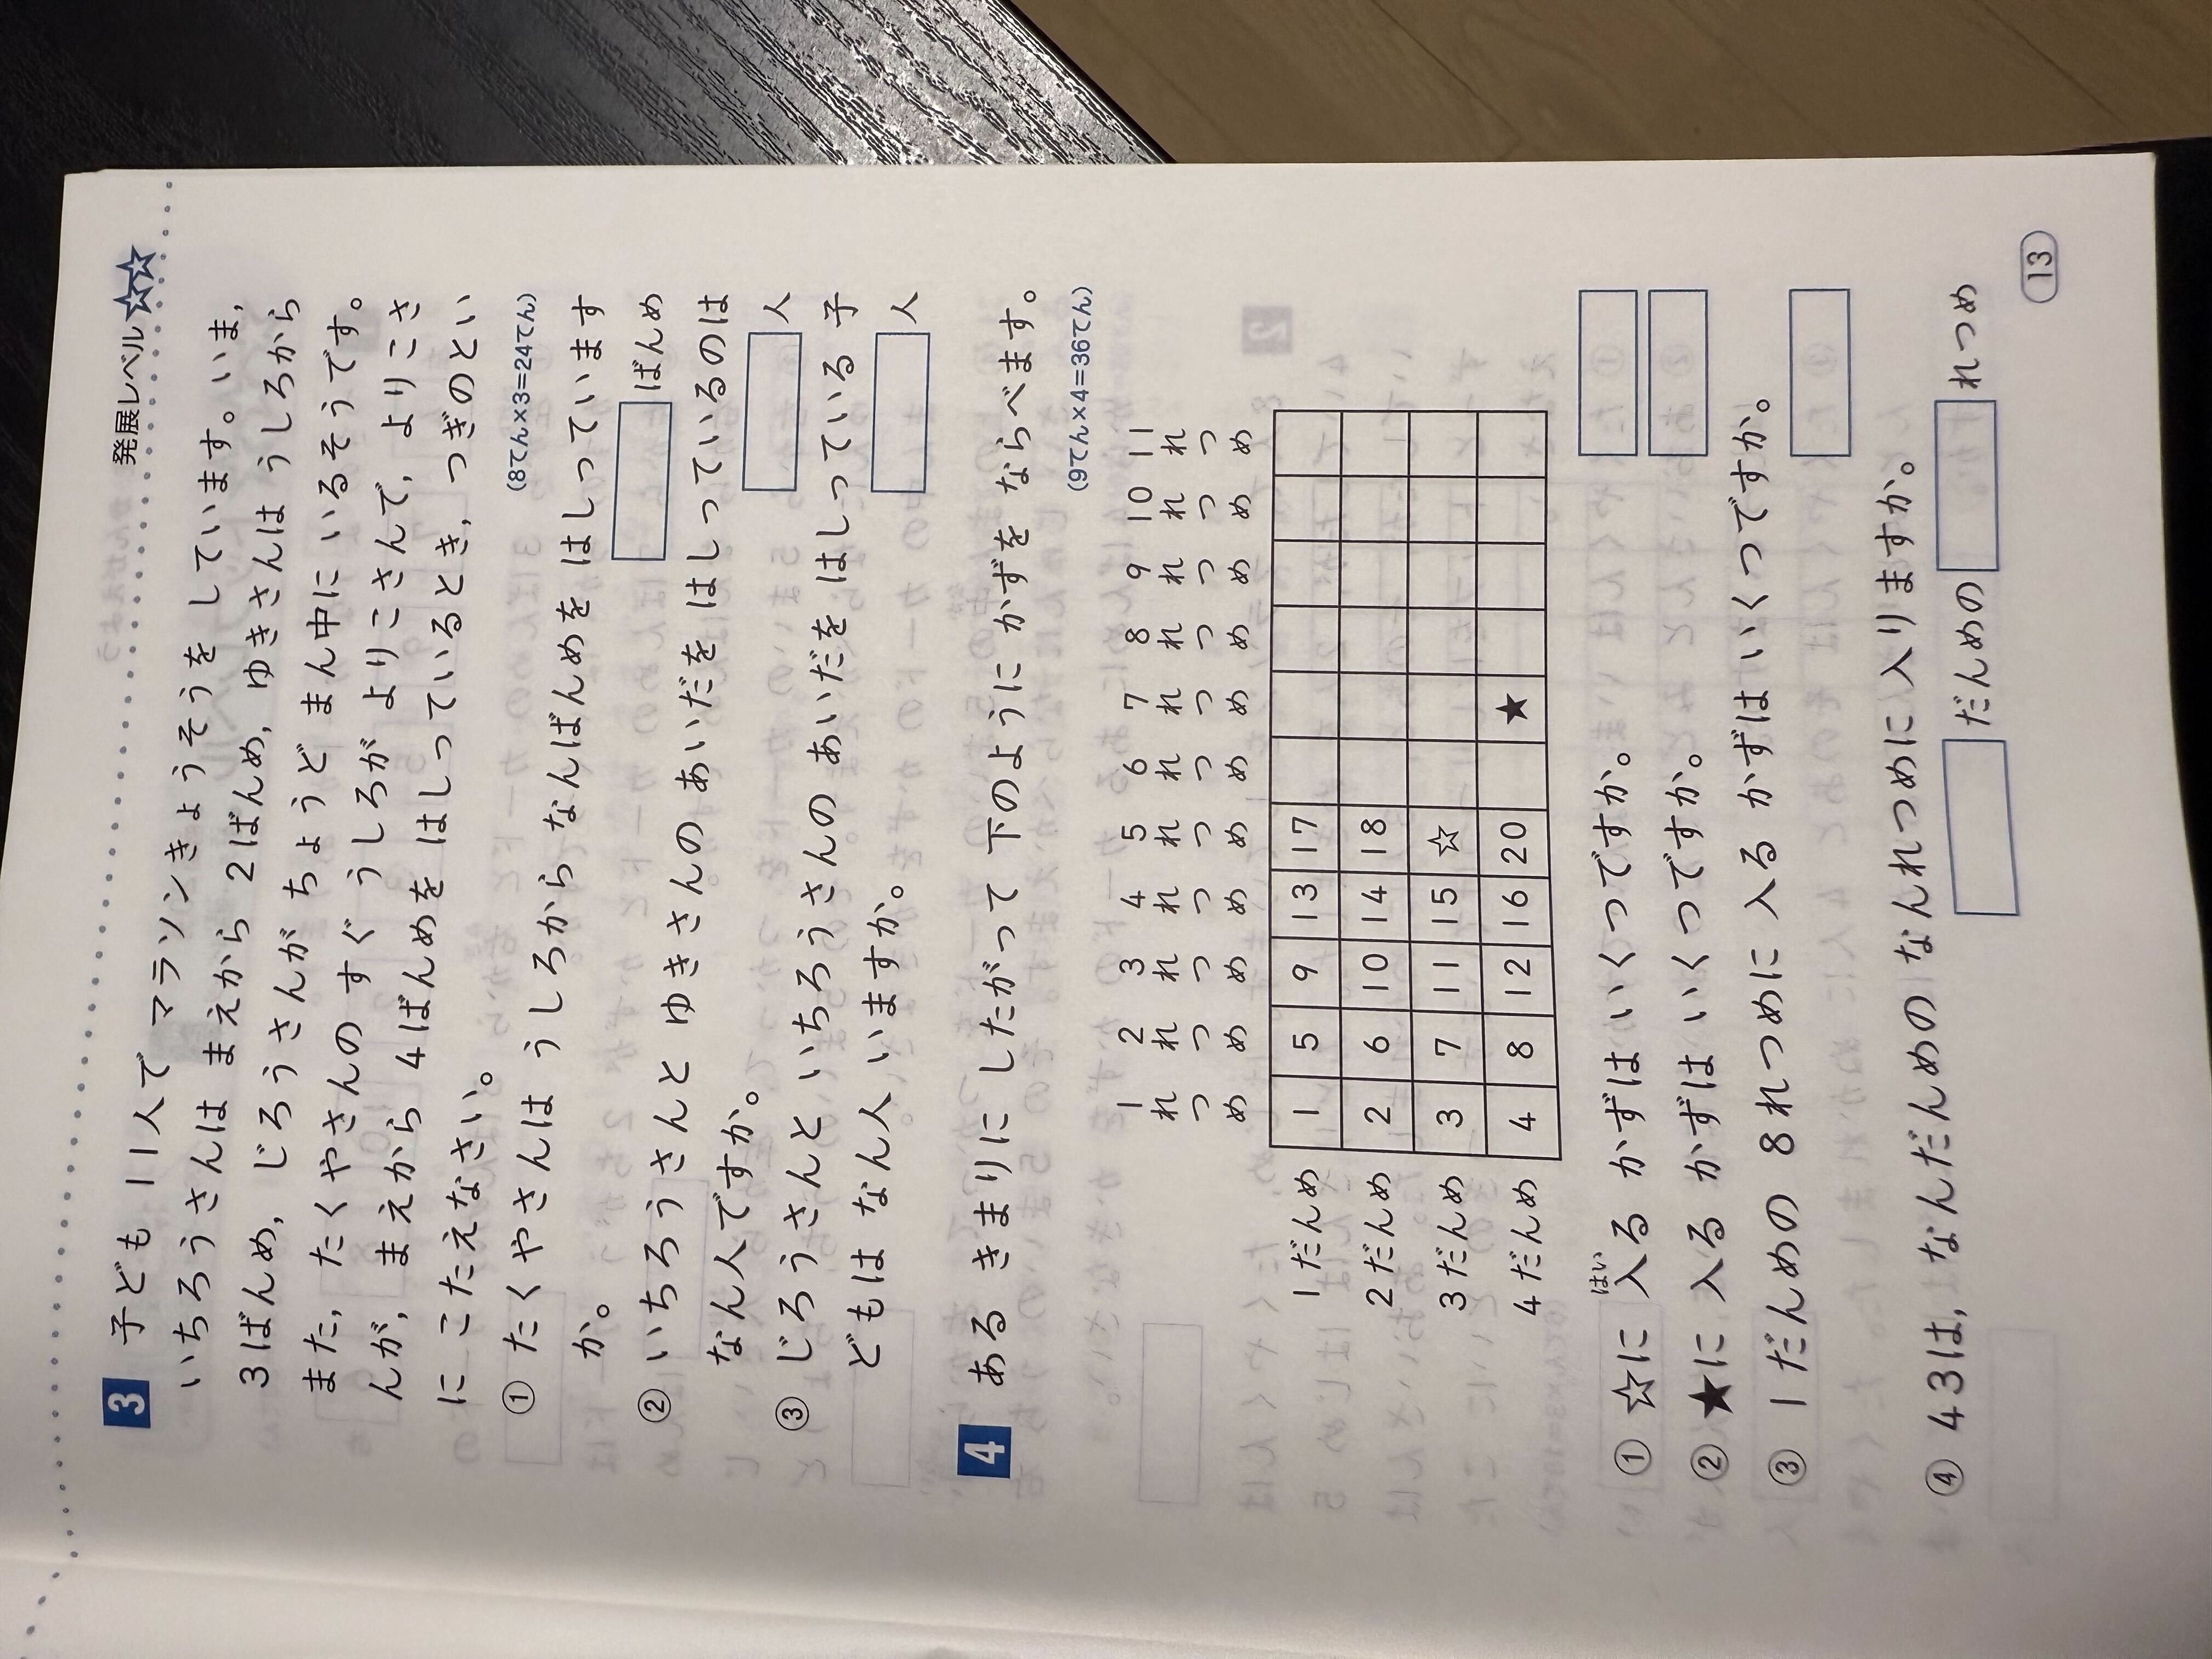 発展レベル☆☆
3 子ども 11人で マラソンきょうそうを しています。いま,
いちろうさんは まえから 2ばんめ, ゆきさんは うしろから
3ばんめ, じろうさんが ちょうど まん中に いるそうです。
また, たくやさんの すぐ うしろが よりこさんで, よりこさ
んが, まえから 4ばんめを はしっているとき, つぎのとい
に こたえなさい。
(8てん×3=24てん)
① たくやさんは うしろから なんばんめを はしっています
か。
ばんめ
② いちろうさんと ゆきさんの あいだを はしっているのは
なん人ですか。
人
③ じろうさんと いちろうさんの あいだを はしっている 子
どもは なん人 いますか。
人
4 ある きまりに したがって 下のように かずを ならべます。
(9てん×4=36てん)
1れつめ 2れつめ 3れつめ 4れつめ 5れつめ 6れつめ 7れつめ 8れつめ 9れつめ 10れつめ 11れつめ
1だんめ 1 5 9 13 17
2だんめ 2 6 10 14 18
3だんめ 3 7 11 15 ☆
4だんめ 4 8 12 16 20 ★
はい
① ☆に 入る かずは いくつですか。
② ★に 入る かずは いくつですか。
③ 1だんめの 8れつめに 入る かずは いくつですか。
④ 43は, なんだんめの なんれつめに 入りますか。
だんめの れつめ
13